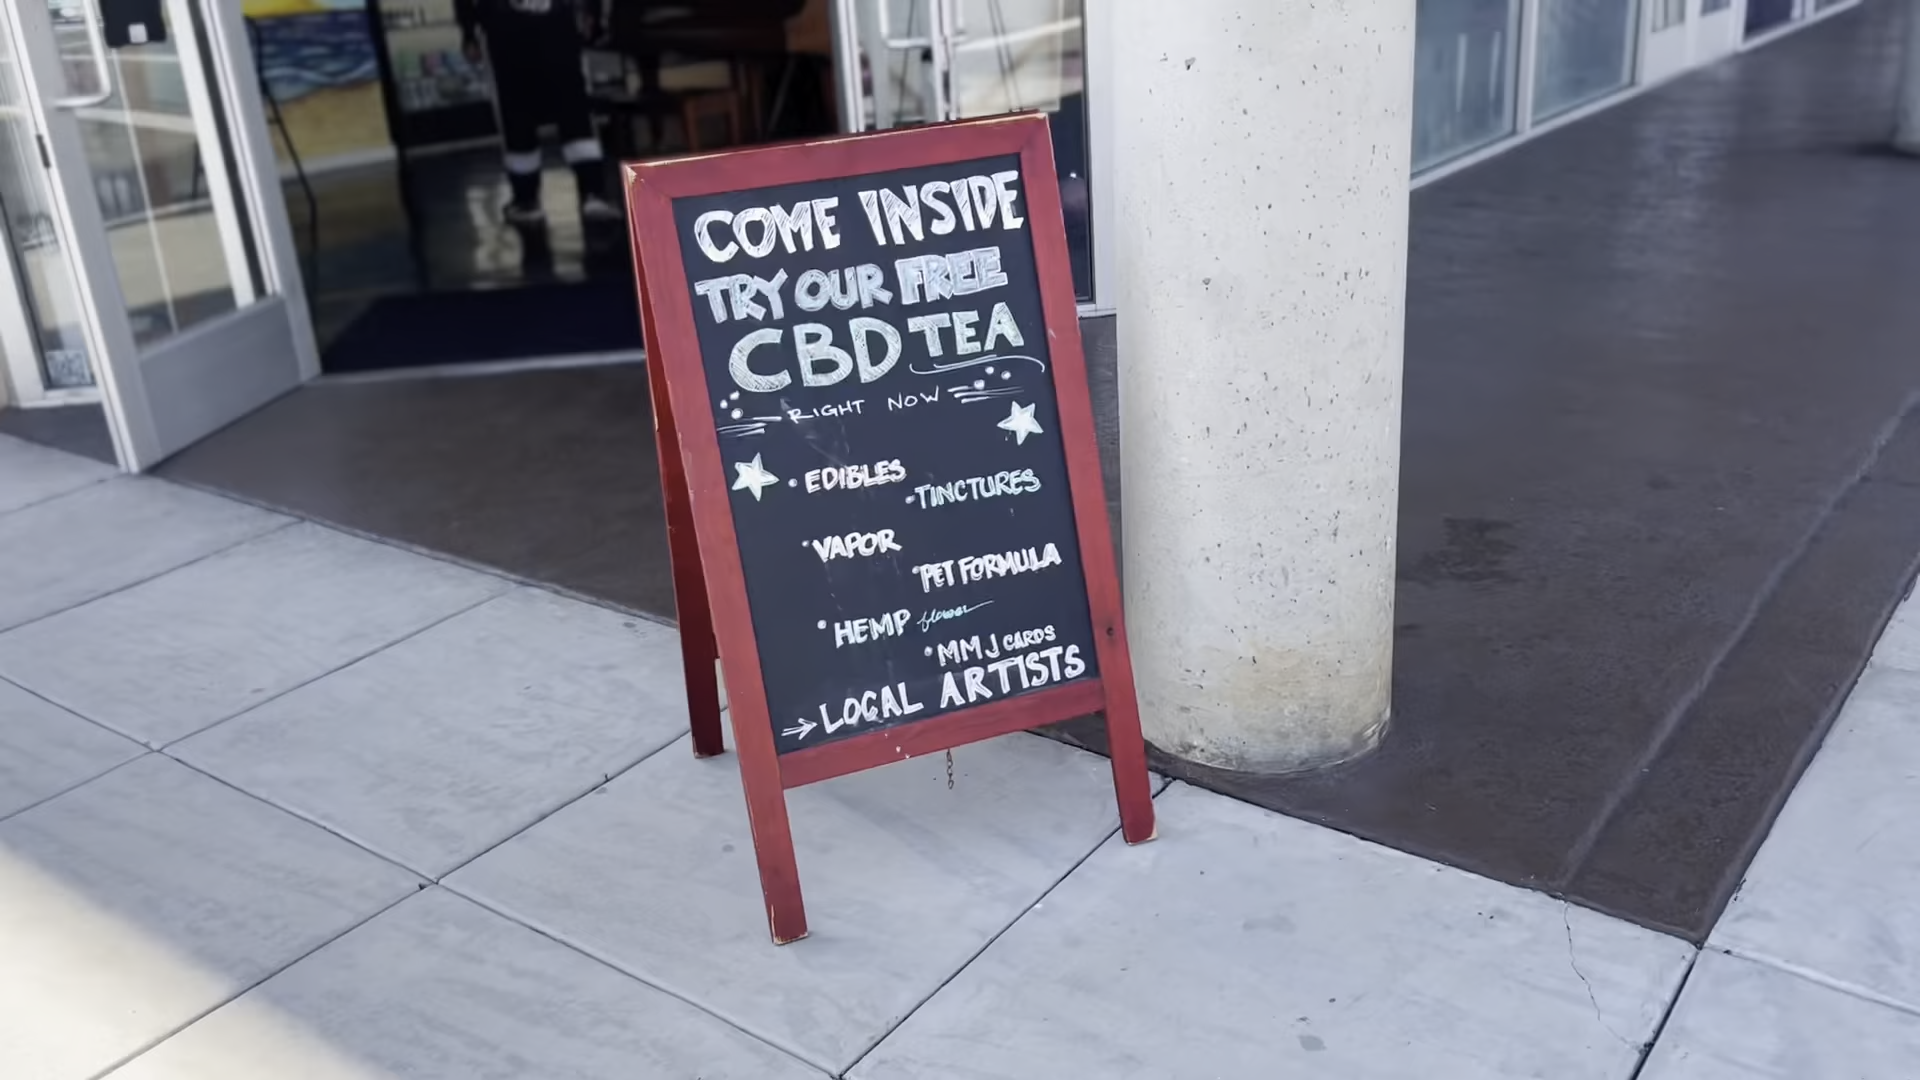 COME INSIDE
TRY OUR FREE
CBD TEA
RIGHT NOW
• EDIBLES
• TINCTURES
• VAPOR
• PET FORMULA
• HEMP flower
• MMJ CARDS
→ LOCAL ARTISTS